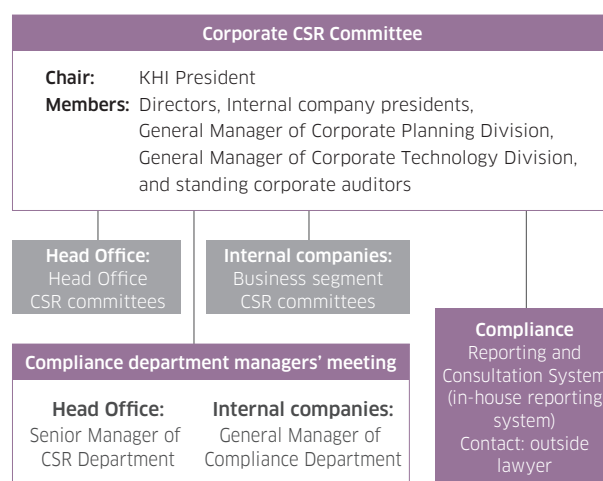 Corporate CSR Committee
Chair: KHI President
Members: Directors, Internal company presidents,
General Manager of Corporate Planning Division,
General Manager of Corporate Technology Division,
and standing corporate auditors
Head Office:
Head Office
CSR committees
Internal companies:
Business segment
CSR committees
Compliance department managers' meeting
Head Office:
Senior Manager of
CSR Department
Internal companies:
General Manager of
Compliance Department
Compliance
Reporting and
Consultation System
(in-house reporting
system)
Contact: outside
lawyer